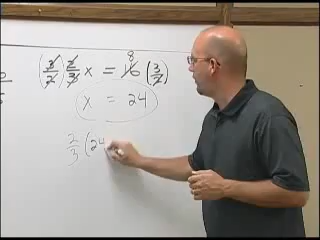 (3/2) 2/3 x = 16 (3/2) 8
x = 24
2/3 (24